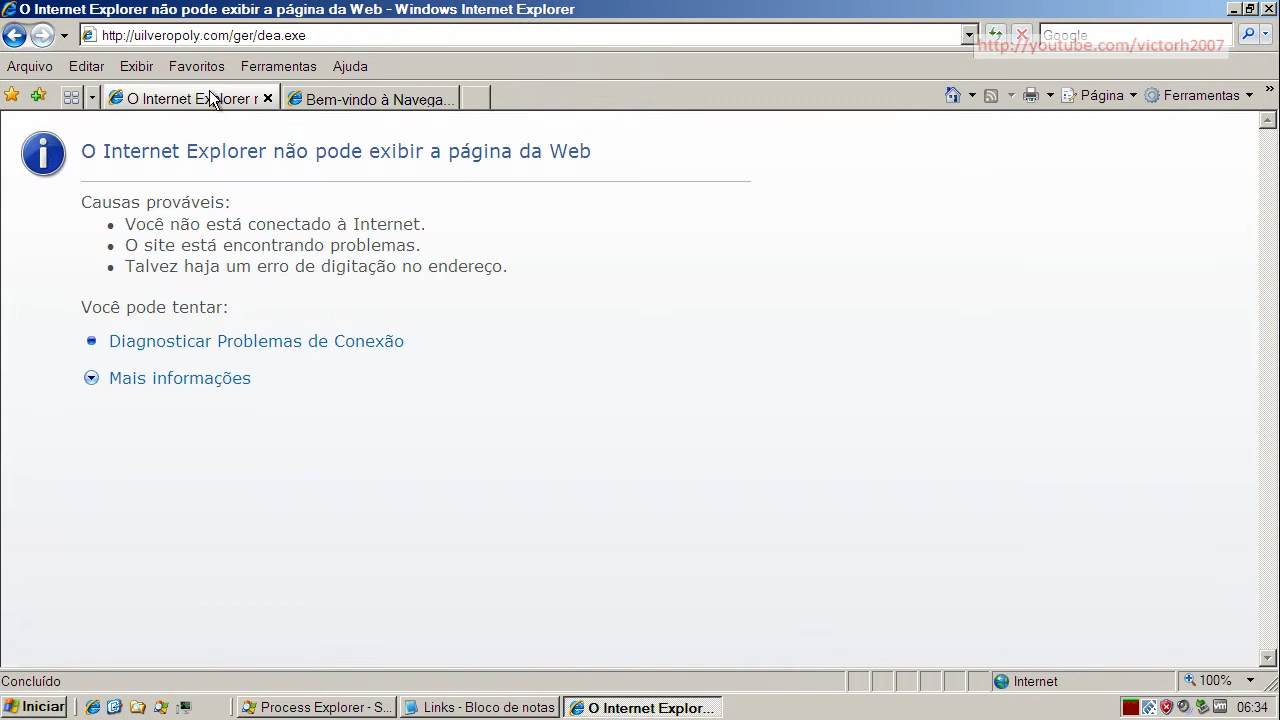 O Internet Explorer não pode exibir a página da Web - Windows Internet Explorer
http://uilveropoly.com/ger/dea.exe
Google
http://youtube.com/victorh2007
Arquivo Editar Exibir Favoritos Ferramentas Ajuda
O Internet Explorer r
Bem-vindo à Navega...
Página
Ferramentas
O Internet Explorer não pode exibir a página da Web
Causas prováveis:
Você não está conectado à Internet.
O site está encontrando problemas.
Talvez haja um erro de digitação no endereço.
Você pode tentar:
Diagnosticar Problemas de Conexão
Mais informações
Concluído
Internet
100%
Iniciar
Process Explorer - S...
Links - Bloco de notas
O Internet Explor...
06:34